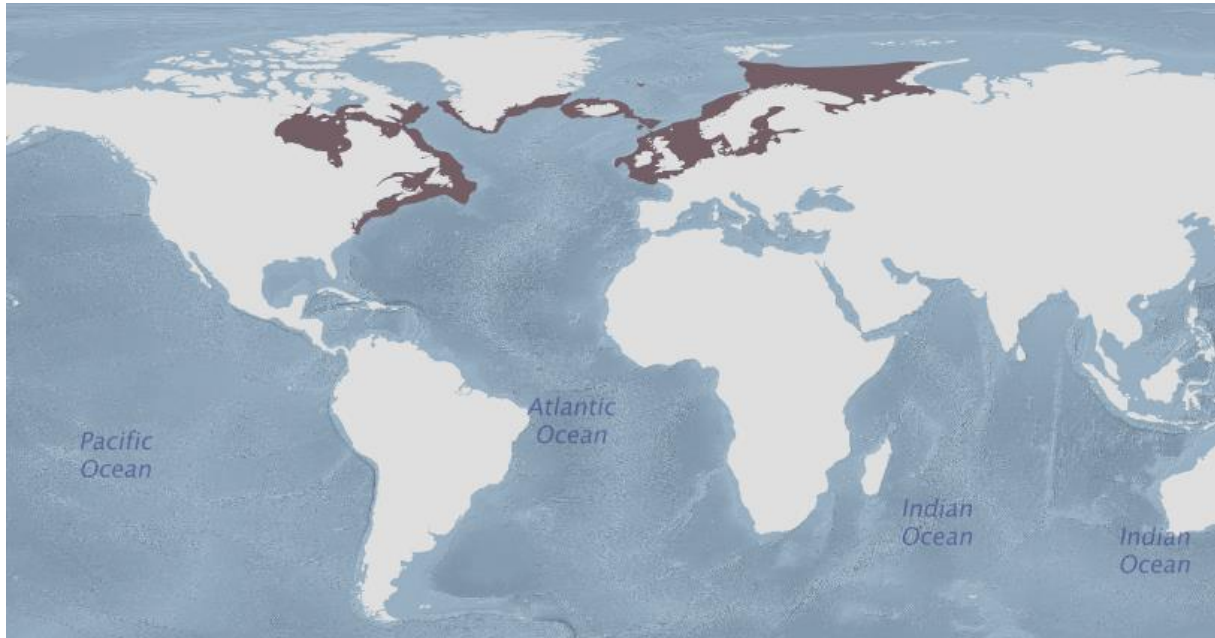 Atlantic
Ocean
Pacific
Ocean
Indian
Ocean
Indian
Ocean